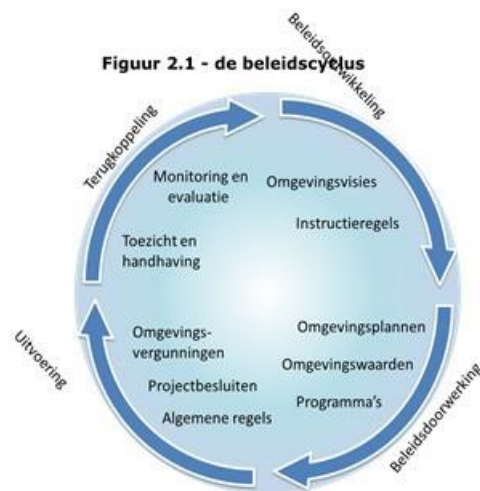 Figuur 2.1 - de beleidscyclus
Beleidsontwikkeling
Terugkoppeling
Monitoring en
evaluatie
Omgevingsvisies
Instructieregels
Toezicht en
handhaving
Omgevings-
vergunningen
Projectbesluiten
Algemene regels
Omgevingsplannen
Omgevingswaarden
Programma's
Uitvoering
Beleidsdoorwerking